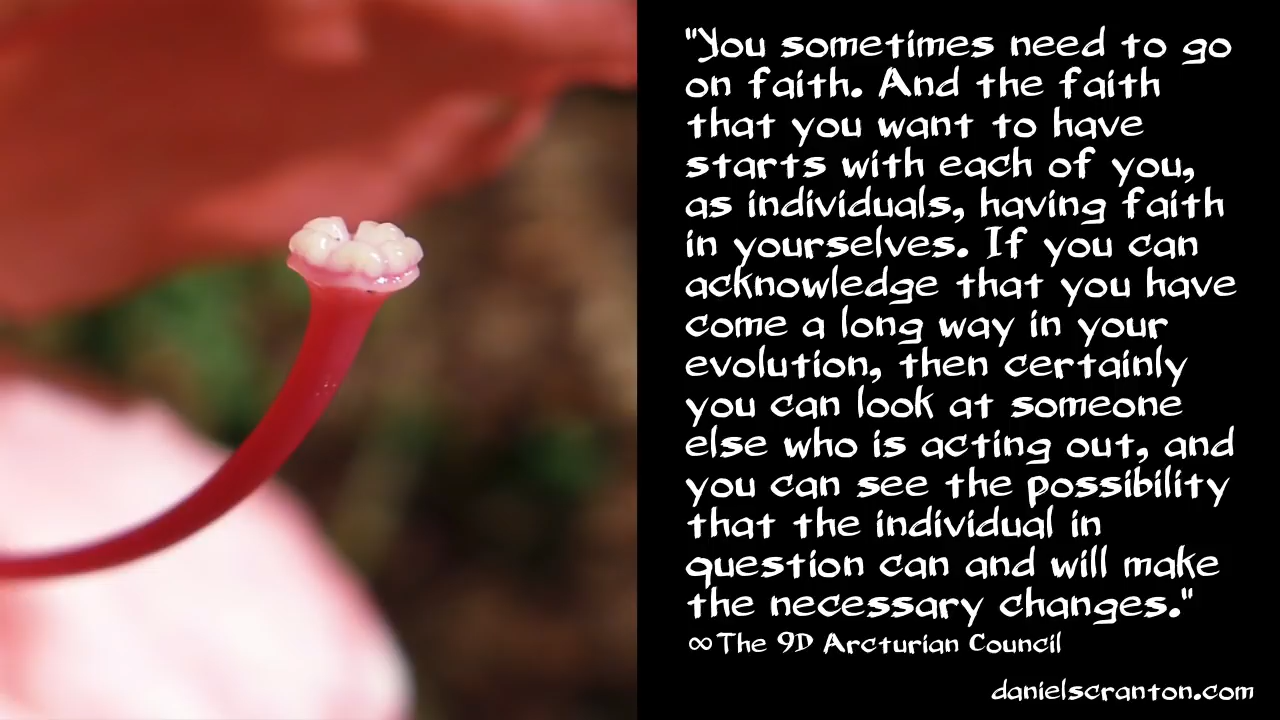 "You sometimes need to go
on faith. And the faith
that you want to have
starts with each of you,
as individuals, having faith
in yourselves. If you can
acknowledge that you have
come a long way in your
evolution, then certainly
you can look at someone
else who is acting out, and
you can see the possibility
that the individual in
question can and will make
the necessary changes."
∞The 9D Arcturian Council
danielscranton.com